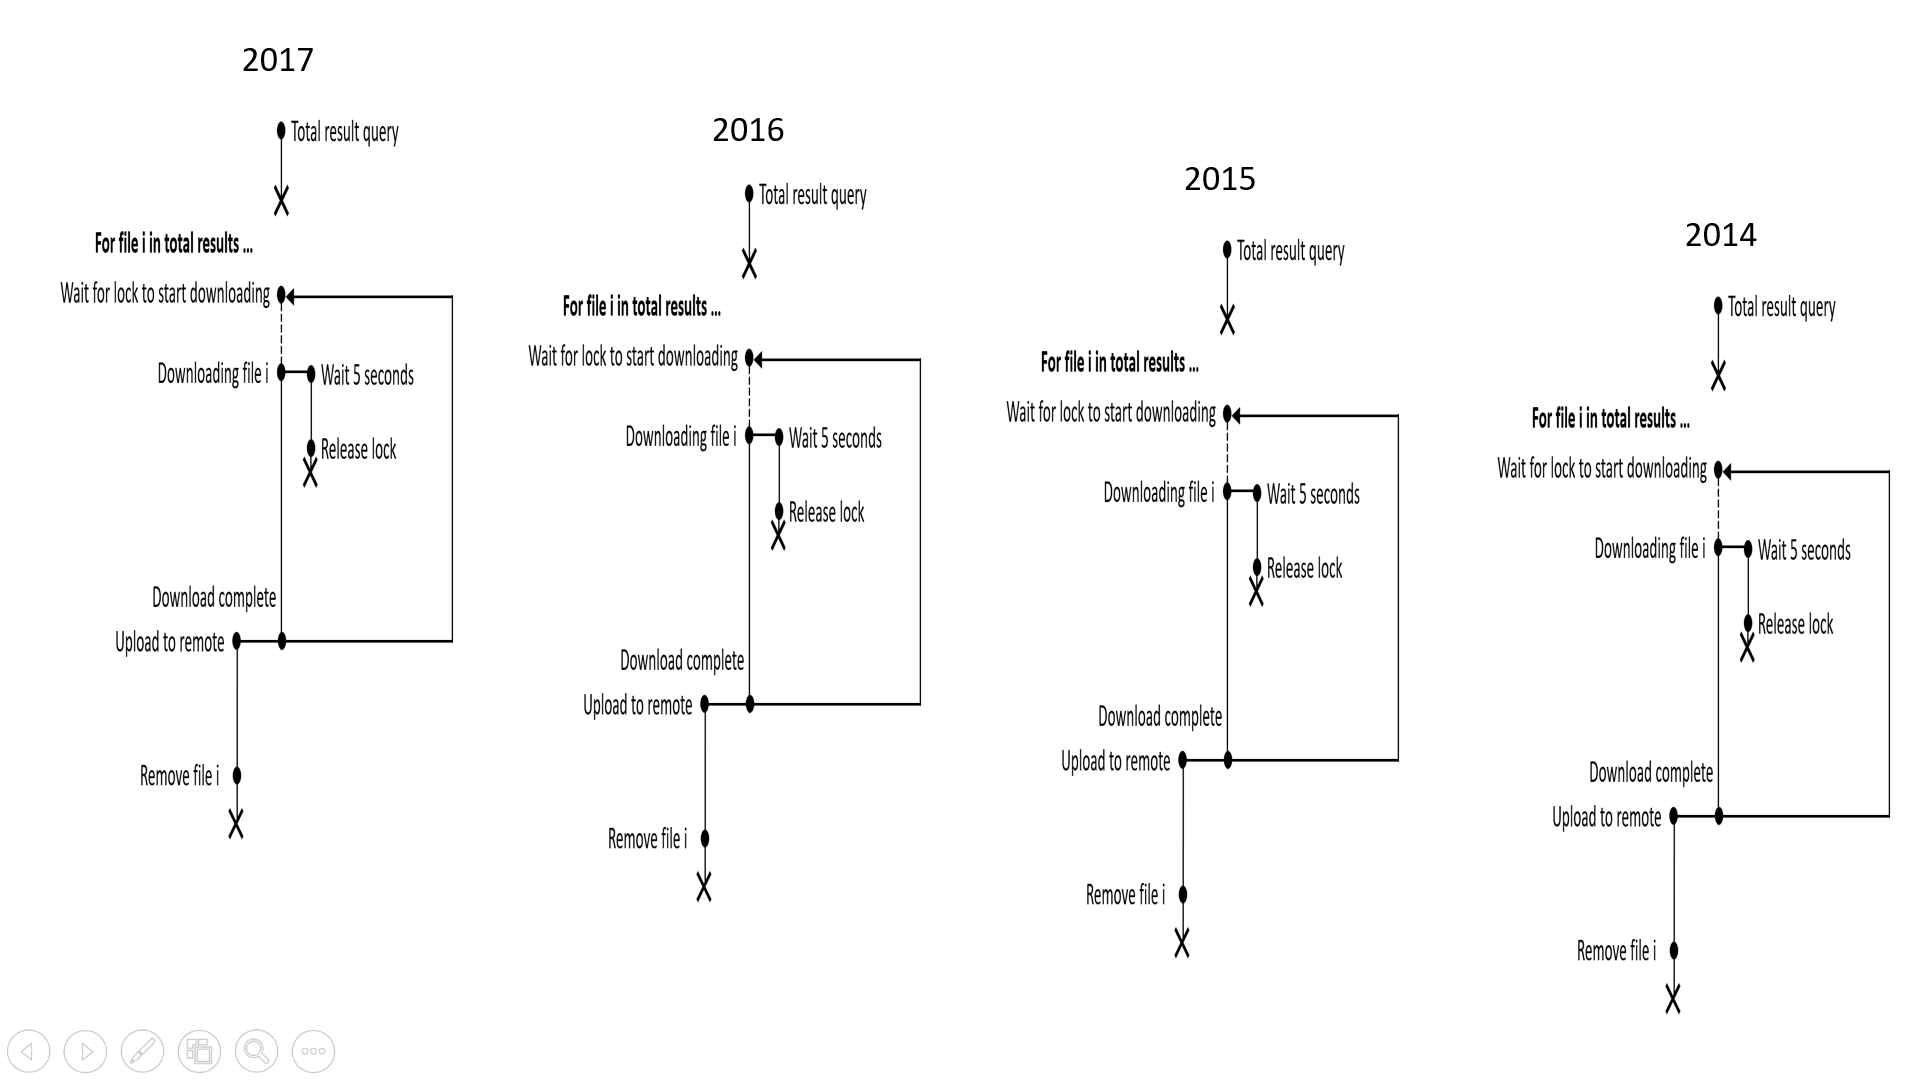 2017
Total result query
For file i in total results ...
Wait for lock to start downloading
Downloading file i
Wait 5 seconds
Release lock
Download complete
Upload to remote
Remove file i
2016
Total result query
For file i in total results ...
Wait for lock to start downloading
Downloading file i
Wait 5 seconds
Release lock
Download complete
Upload to remote
Remove file i
2015
Total result query
For file i in total results ...
Wait for lock to start downloading
Downloading file i
Wait 5 seconds
Release lock
Download complete
Upload to remote
Remove file i
2014
Total result query
For file i in total results ...
Wait for lock to start downloading
Downloading file i
Wait 5 seconds
Release lock
Download complete
Upload to remote
Remove file i